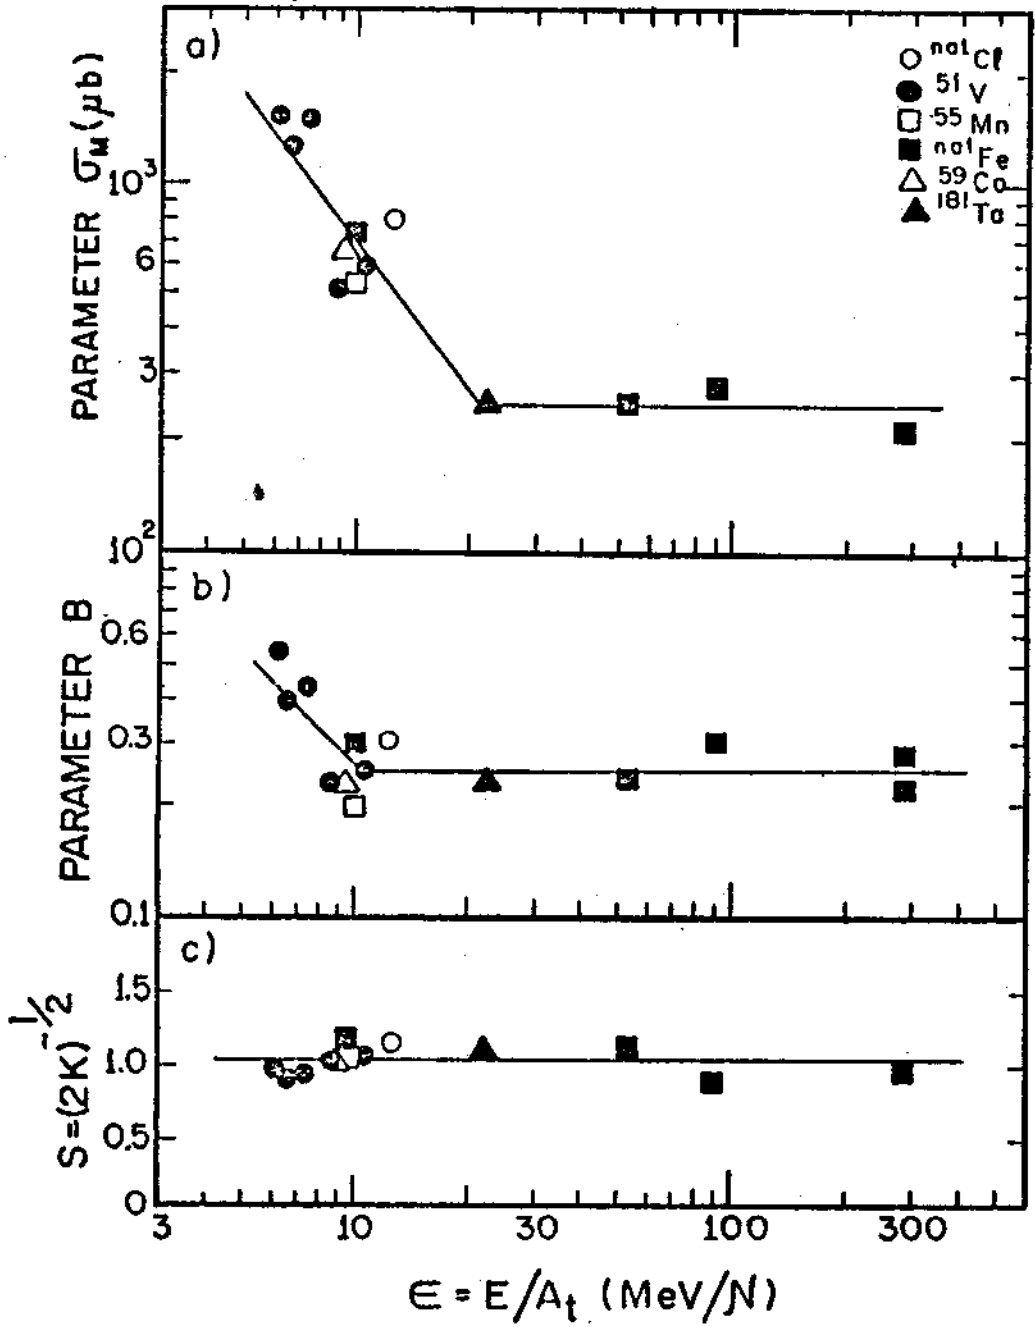 a)
○ natCl
● 51V
□ 55Mn
■ natFe
△ 59Co
▲ 181Ta
PARAMETER σM(μb)
10³
6
3
10²
b)
PARAMETER B
0.6
0.3
0.1
c)
S=(2K)^-1/2
1.5
1.0
0.5
0
3 10 30 100 300
∈ = E/At (MeV/N)